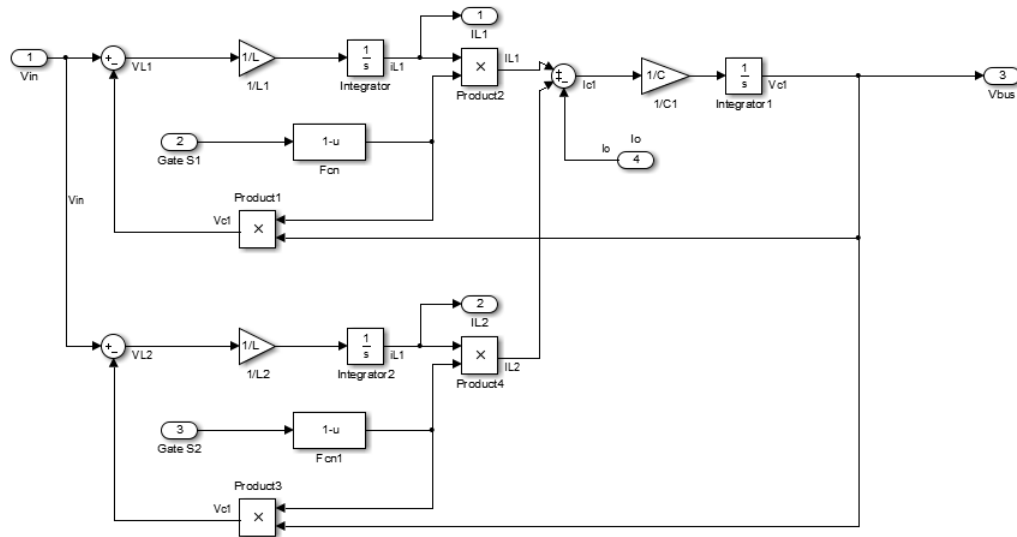 1
IL1
1
Vin
+
−
VL1
1/L
1/L1
1
s
Integrator
iL1
×
Product2
IL1
+
+
−
Ic1
1/C
1/C1
1
s
Integrator1
Vc1
3
Vbus
2
Gate S1
1-u
Fcn
Io
Io
4
Vin
Product1
Vc1
×
2
IL2
+
−
VL2
1/L
1/L2
1
s
Integrator2
iL1
×
Product4
IL2
3
Gate S2
1-u
Fcn1
Product3
Vc1
×